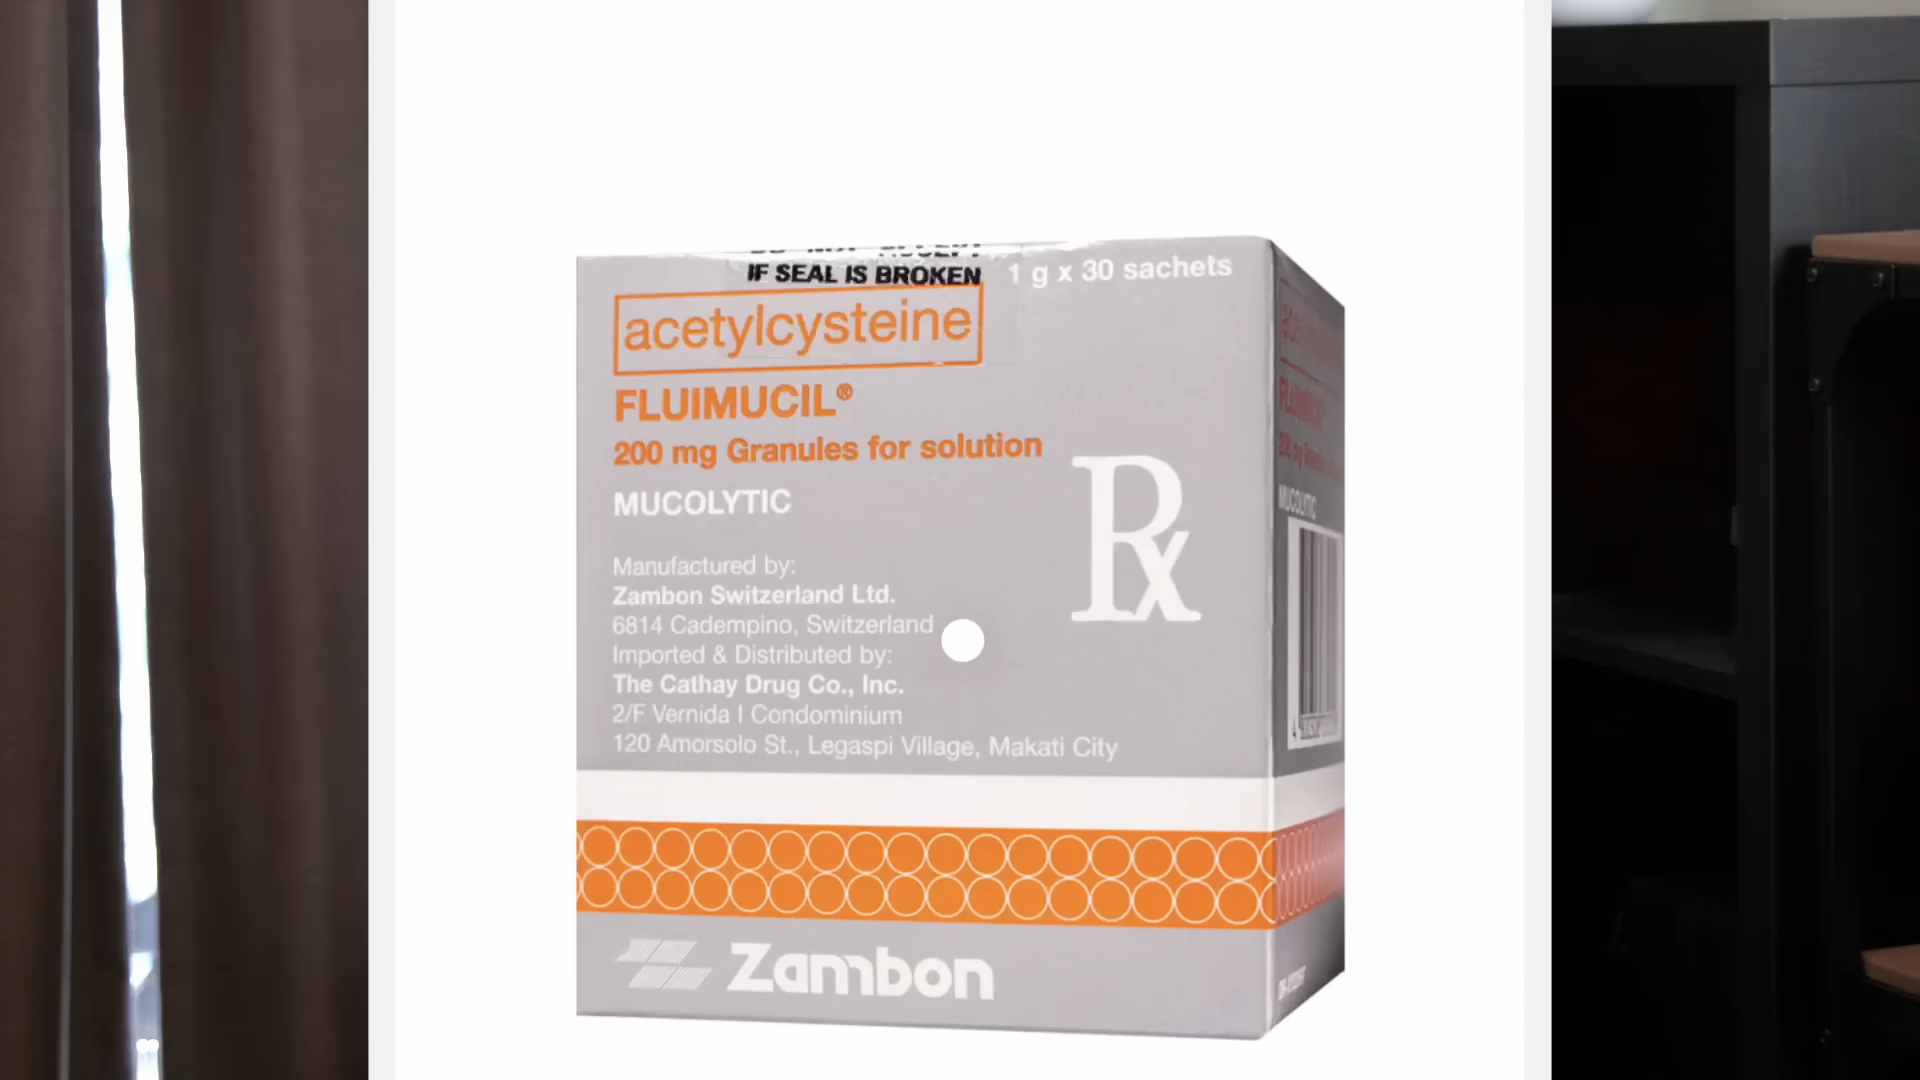 IF SEAL IS BROKEN
1 g x 30 sachets
acetylcysteine
FLUIMUCIL®
200 mg Granules for solution
MUCOLYTIC
Rx
Manufactured by:
Zambon Switzerland Ltd.
6814 Cadempino, Switzerland
Imported & Distributed by:
The Cathay Drug Co., Inc.
2/F Vernida I Condominium
120 Amorsolo St., Legaspi Village, Makati City
Zambon
MUCOLYTIC